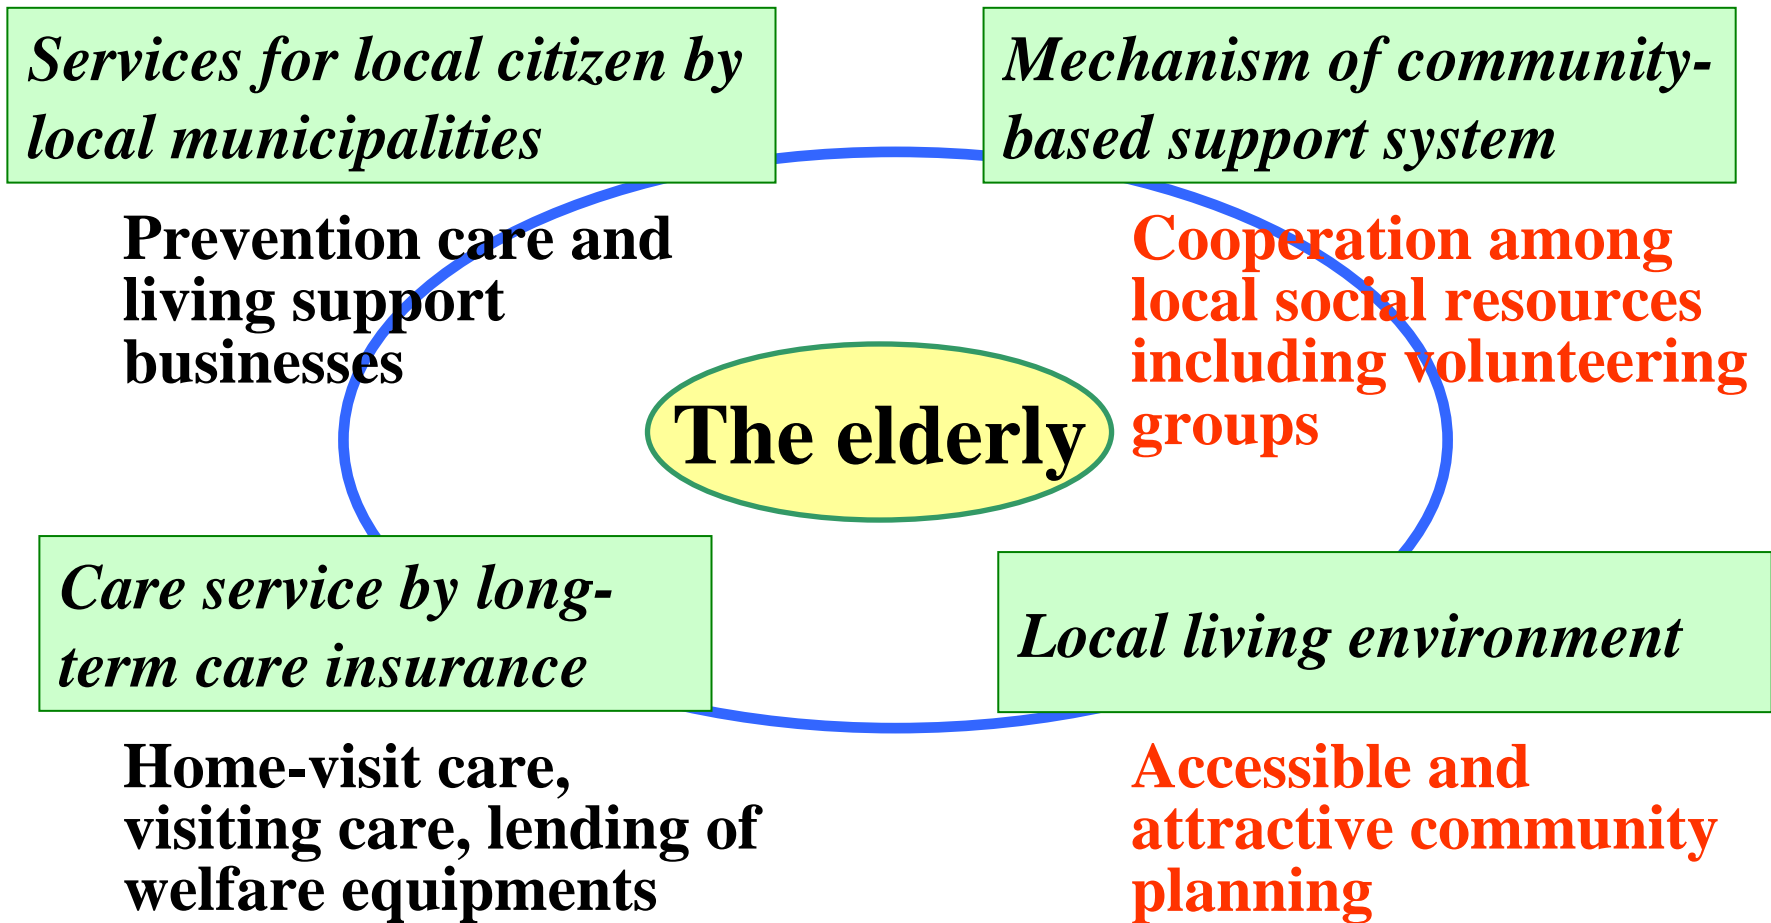 Services for local citizen by
local municipalities
Prevention care and
living support
businesses
Mechanism of community-
based support system
Cooperation among
local social resources
including volunteering
groups
The elderly
Care service by long-
term care insurance
Home-visit care,
visiting care, lending of
welfare equipments
Local living environment
Accessible and
attractive community
planning